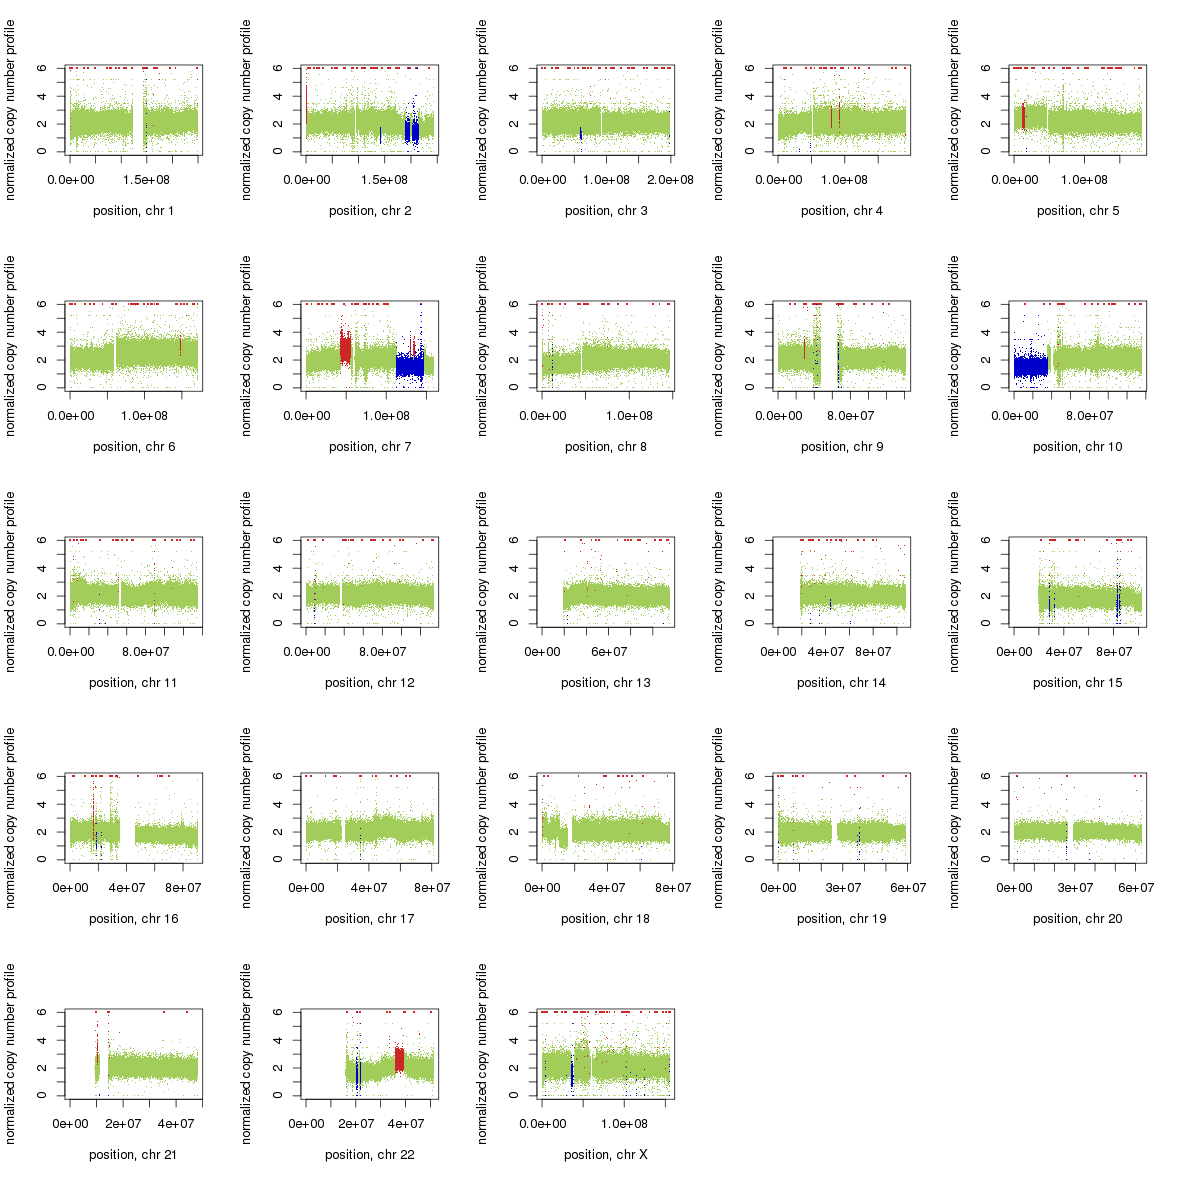 normalized copy number profile
0 2 4 6
0.0e+00 1.5e+08
position, chr 1
normalized copy number profile
0 2 4 6
0.0e+00 1.5e+08
position, chr 2
normalized copy number profile
0 2 4 6
0.0e+00 1.0e+08 2.0e+08
position, chr 3
normalized copy number profile
0 2 4 6
0.0e+00 1.0e+08
position, chr 4
normalized copy number profile
0 2 4 6
0.0e+00 1.0e+08
position, chr 5
normalized copy number profile
0 2 4 6
0.0e+00 1.0e+08
position, chr 6
normalized copy number profile
0 2 4 6
0.0e+00 1.0e+08
position, chr 7
normalized copy number profile
0 2 4 6
0.0e+00 1.0e+08
position, chr 8
normalized copy number profile
0 2 4 6
0.0e+00 8.0e+07
position, chr 9
normalized copy number profile
0 2 4 6
0.0e+00 8.0e+07
position, chr 10
normalized copy number profile
0 2 4 6
0.0e+00 8.0e+07
position, chr 11
normalized copy number profile
0 2 4 6
0.0e+00 8.0e+07
position, chr 12
normalized copy number profile
0 2 4 6
0e+00 6e+07
position, chr 13
normalized copy number profile
0 2 4 6
0e+00 4e+07 8e+07
position, chr 14
normalized copy number profile
0 2 4 6
0e+00 4e+07 8e+07
position, chr 15
normalized copy number profile
0 2 4 6
0e+00 4e+07 8e+07
position, chr 16
normalized copy number profile
0 2 4 6
0e+00 4e+07 8e+07
position, chr 17
normalized copy number profile
0 2 4 6
0e+00 4e+07 8e+07
position, chr 18
normalized copy number profile
0 2 4 6
0e+00 3e+07 6e+07
position, chr 19
normalized copy number profile
0 2 4 6
0e+00 3e+07 6e+07
position, chr 20
normalized copy number profile
0 2 4 6
0e+00 2e+07 4e+07
position, chr 21
normalized copy number profile
0 2 4 6
0e+00 2e+07 4e+07
position, chr 22
normalized copy number profile
0 2 4 6
0.0e+00 1.0e+08
position, chr X